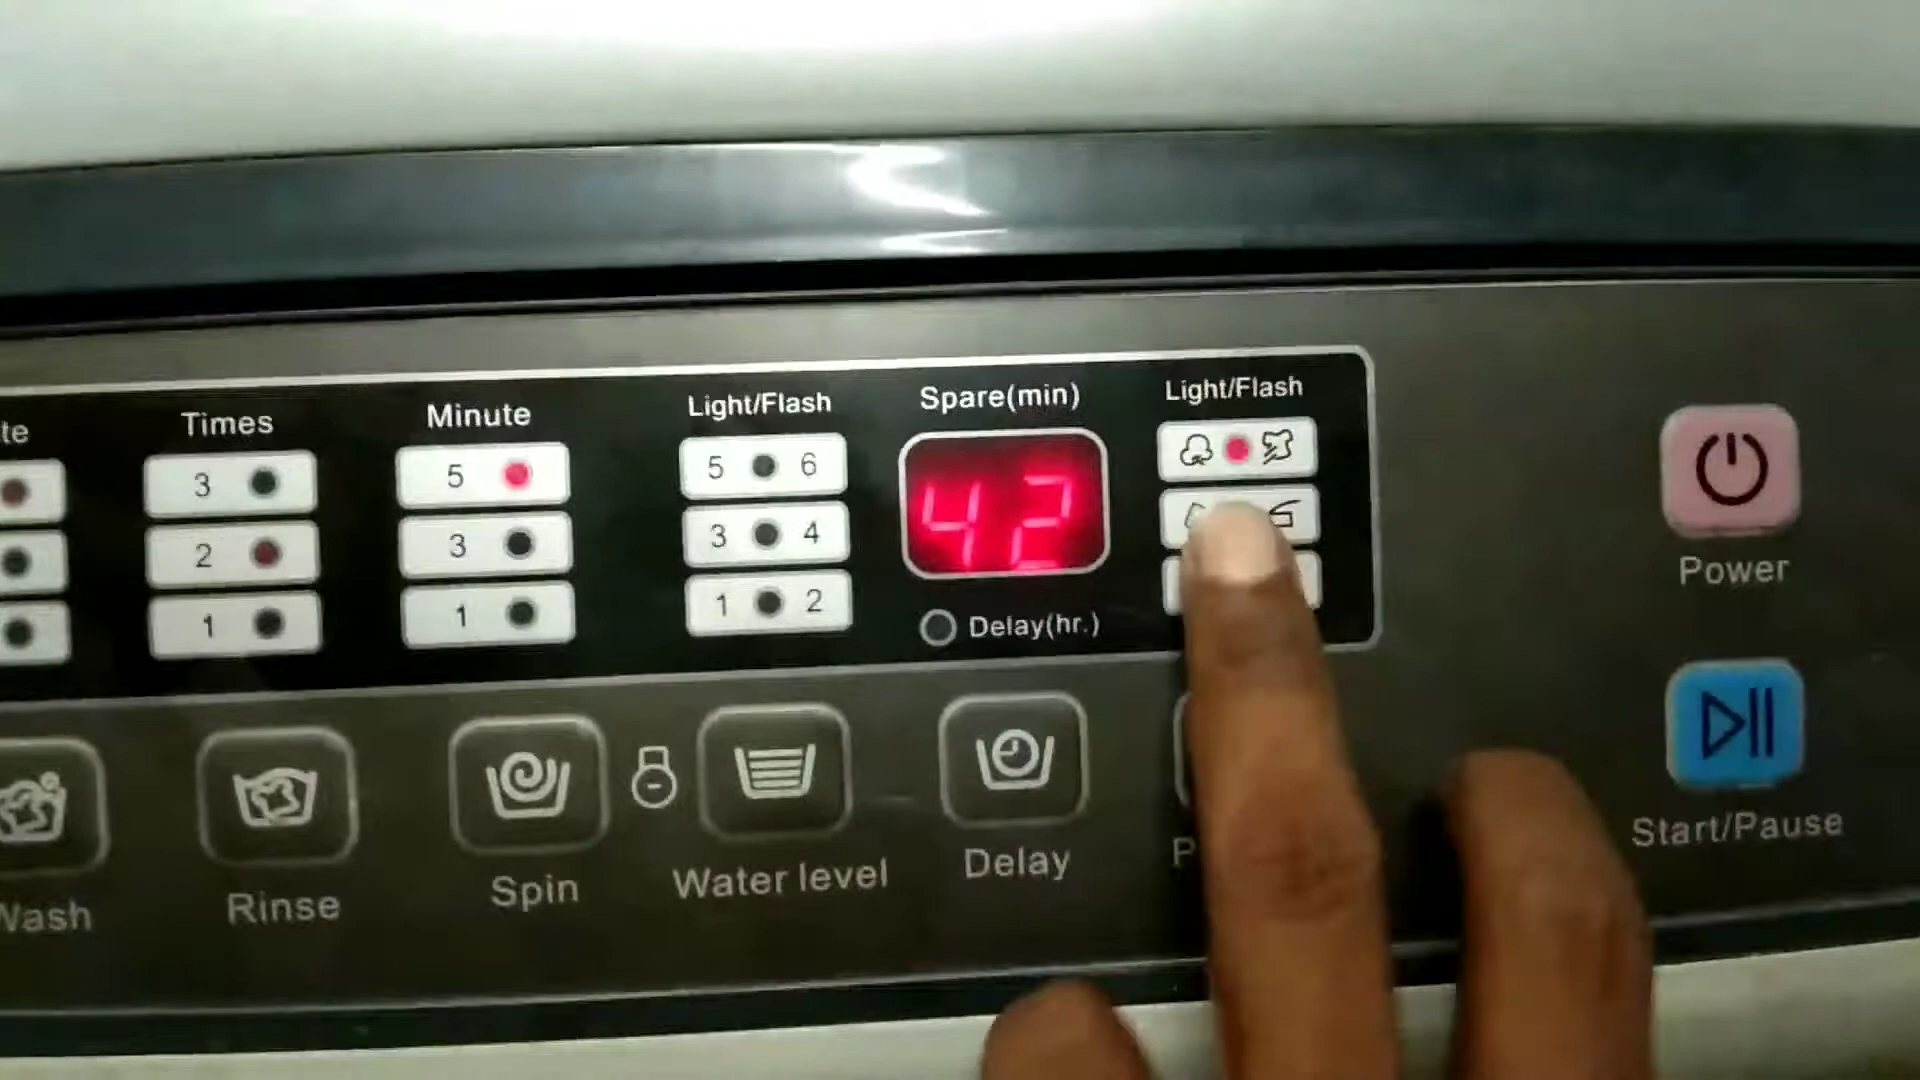 te
Times
Minute
Light/Flash
Spare(min)
Light/Flash
3
5
5 6
2
3
3 4
1
1
1 2
42
Delay(hr.)
Power
Wash
Rinse
Spin
Water level
Delay
P
Start/Pause